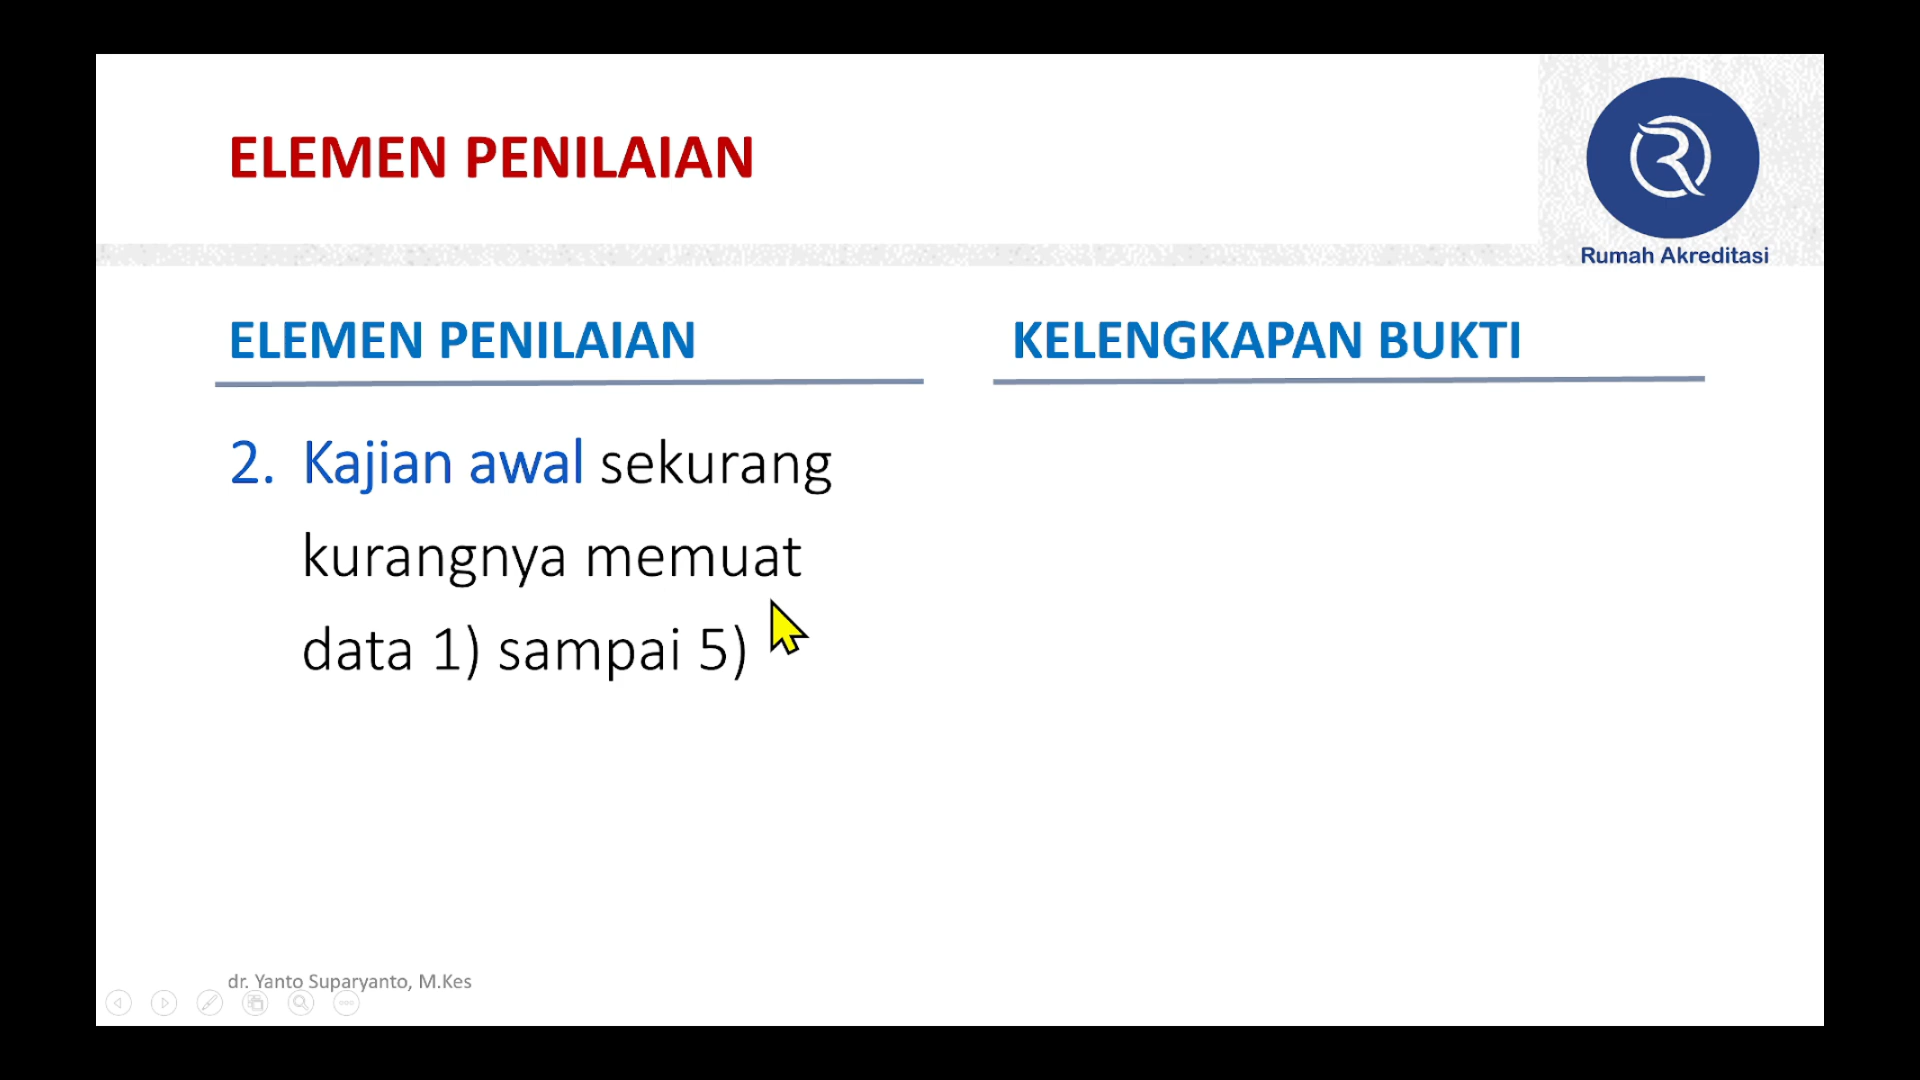 ELEMEN PENILAIAN
Rumah Akreditasi
ELEMEN PENILAIAN
2. Kajian awal sekurang
kurangnya memuat
data 1) sampai 5)
KELENGKAPAN BUKTI
dr. Yanto Suparyanto, M.Kes